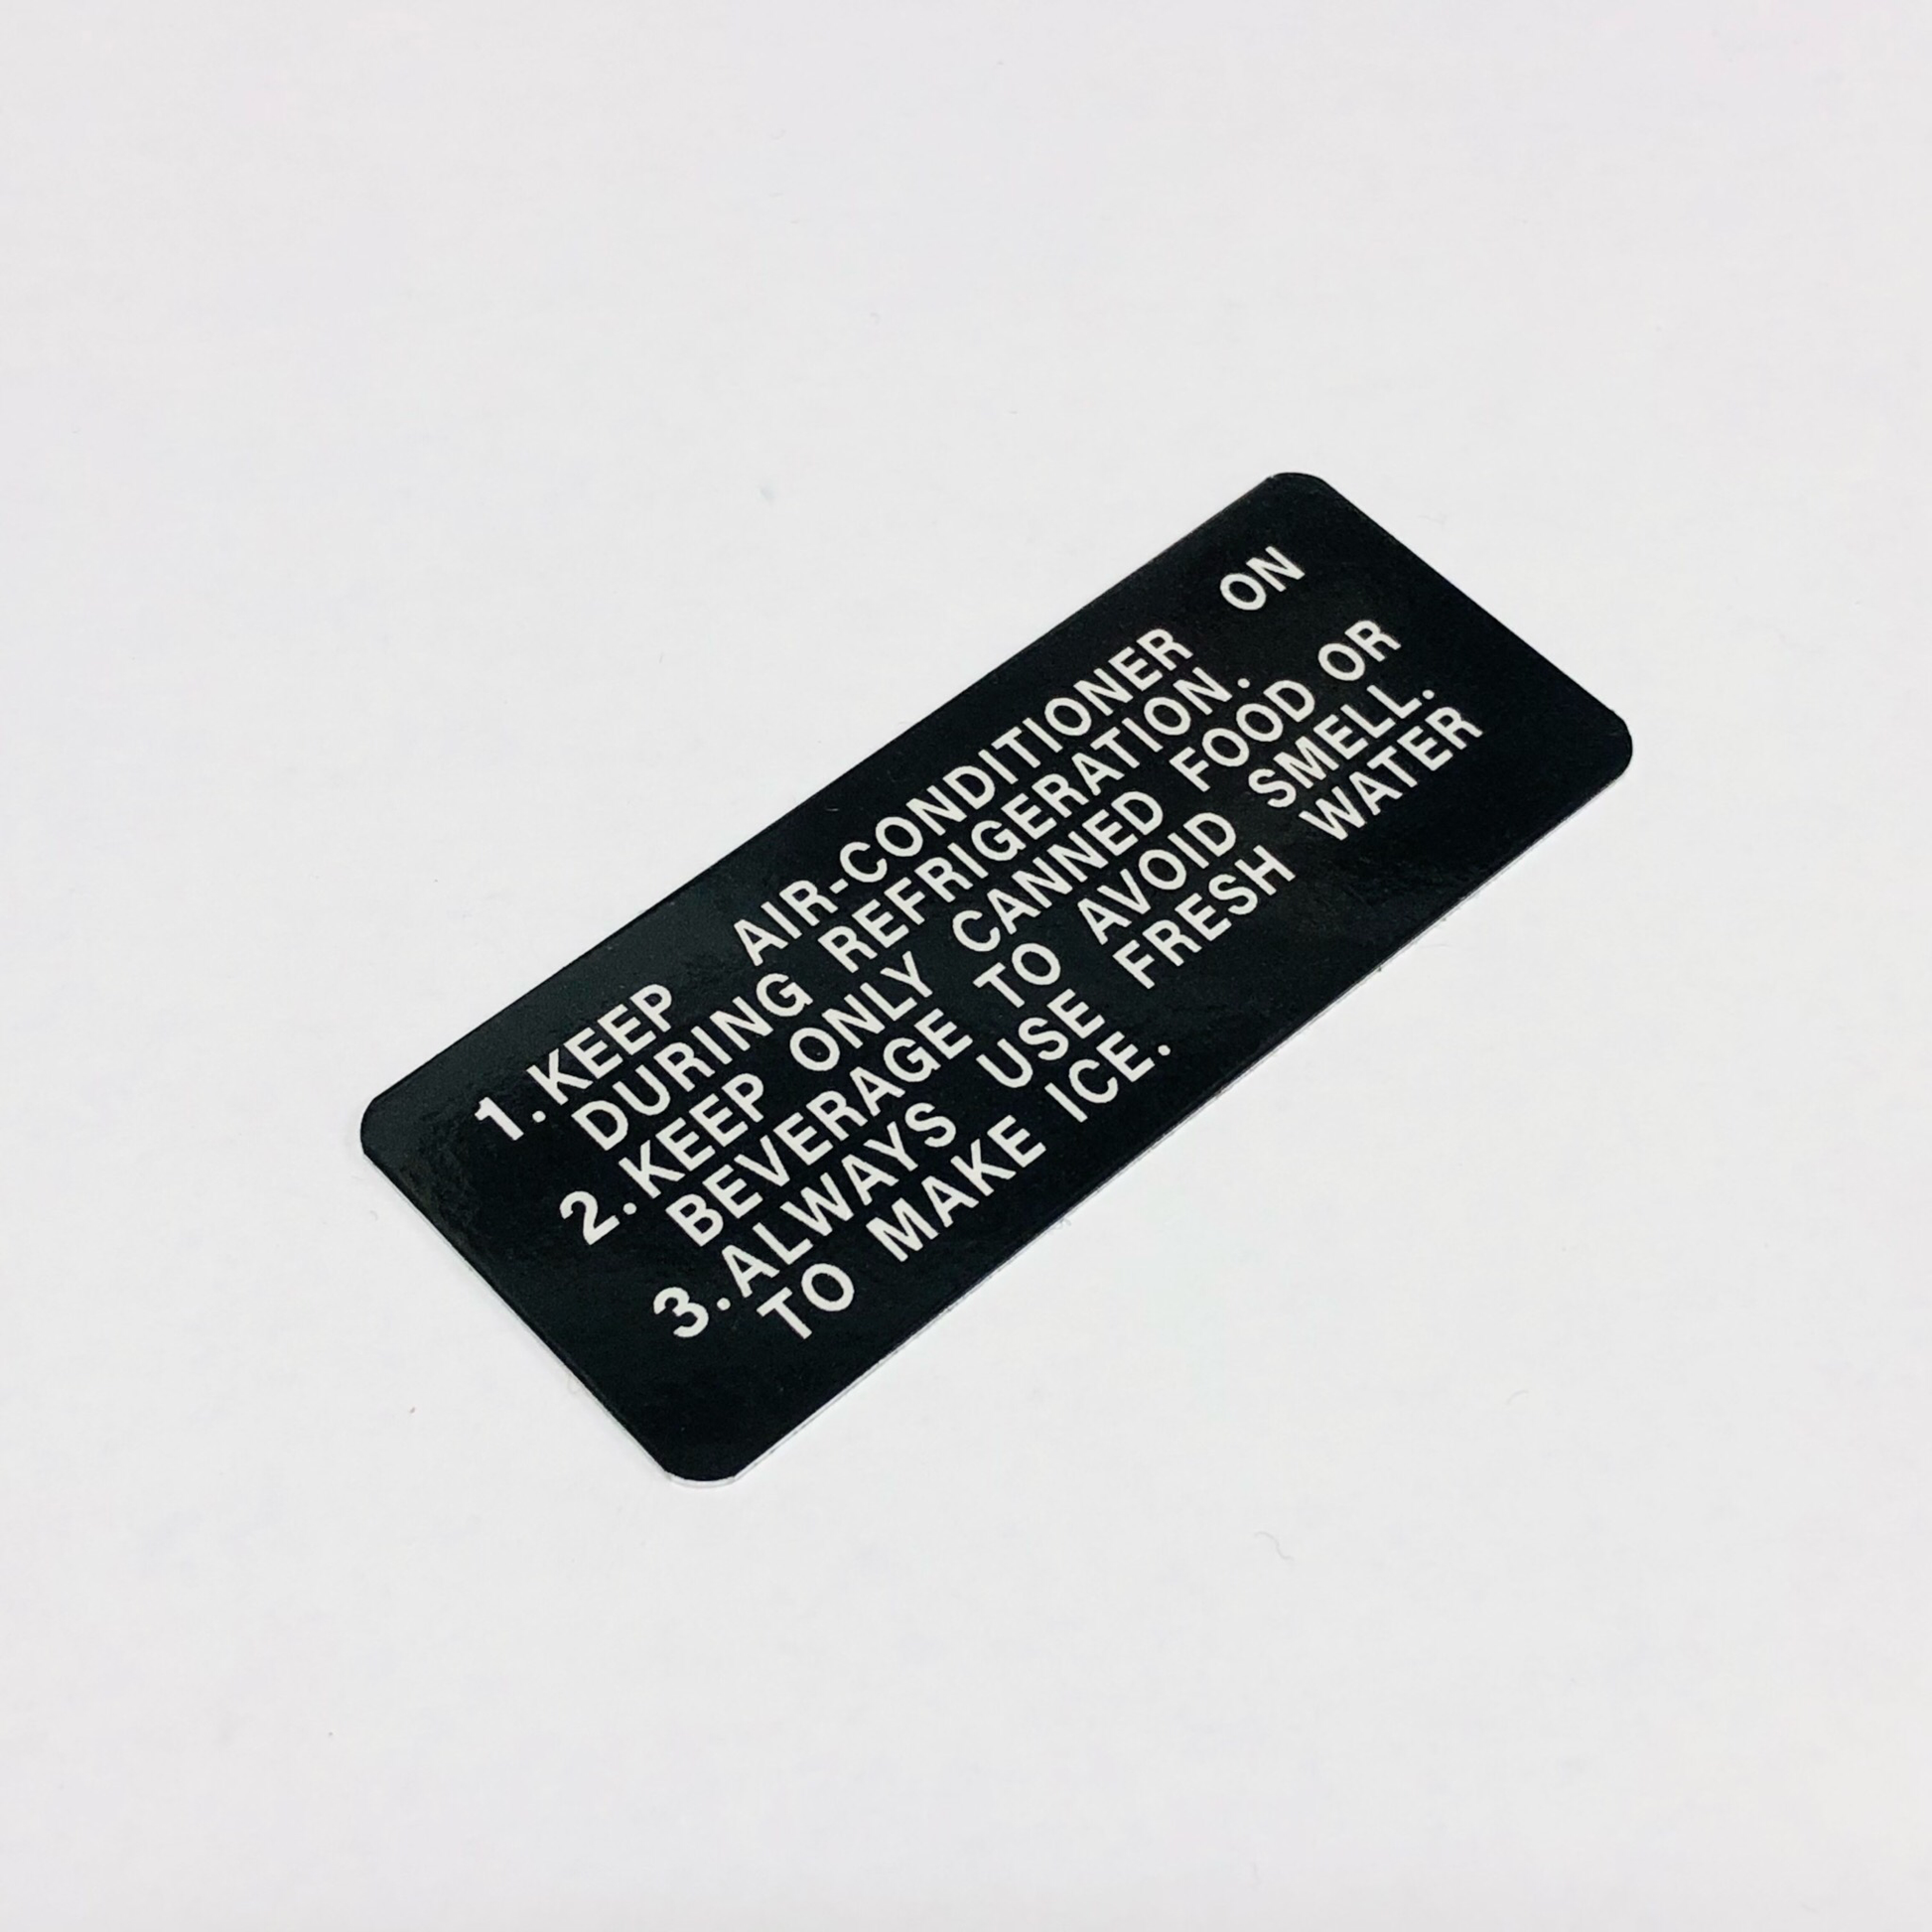 1.KEEP AIR-CONDITIONER ON
DURING REFRIGERATION.
2.KEEP ONLY CANNED FOOD OR
BEVERAGE TO AVOID SMELL.
3.ALWAYS USE FRESH WATER
TO MAKE ICE.